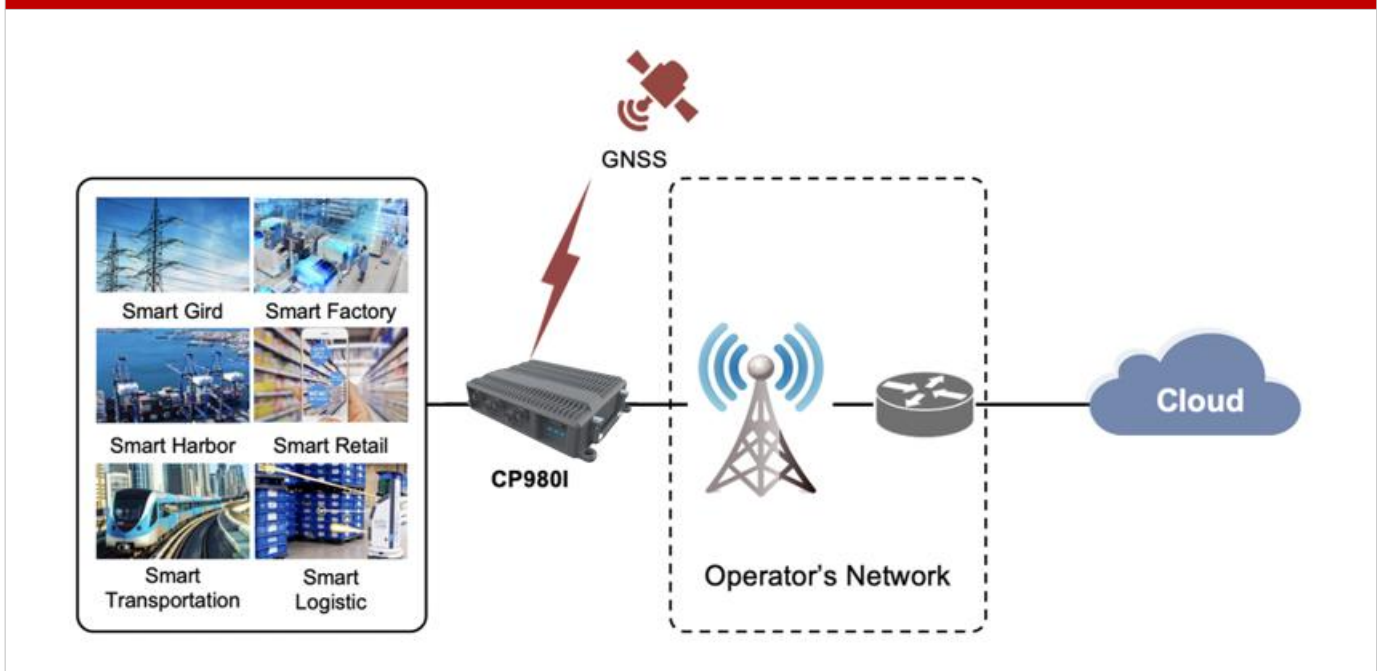 GNSS
Smart Gird
Smart Factory
Smart Harbor
Smart Retail
Smart
Transportation
Smart
Logistic
CP980I
Operator's Network
Cloud